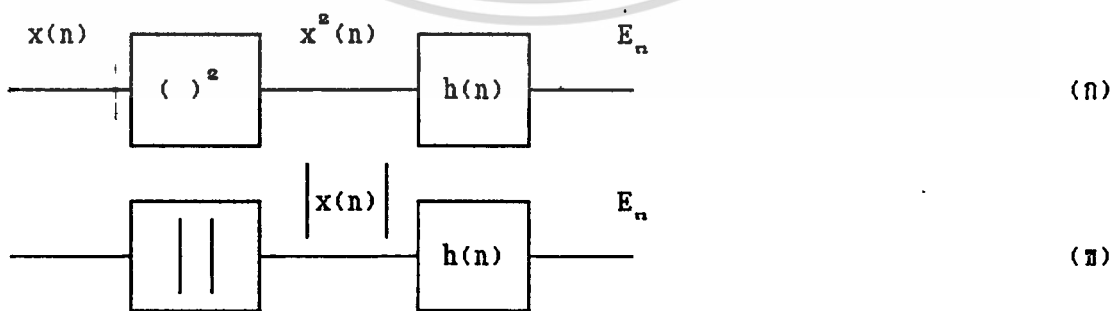 x(n) x²(n) Eₙ
( )² h(n) (ก)
|x(n)| Eₙ
| | h(n) (ข)